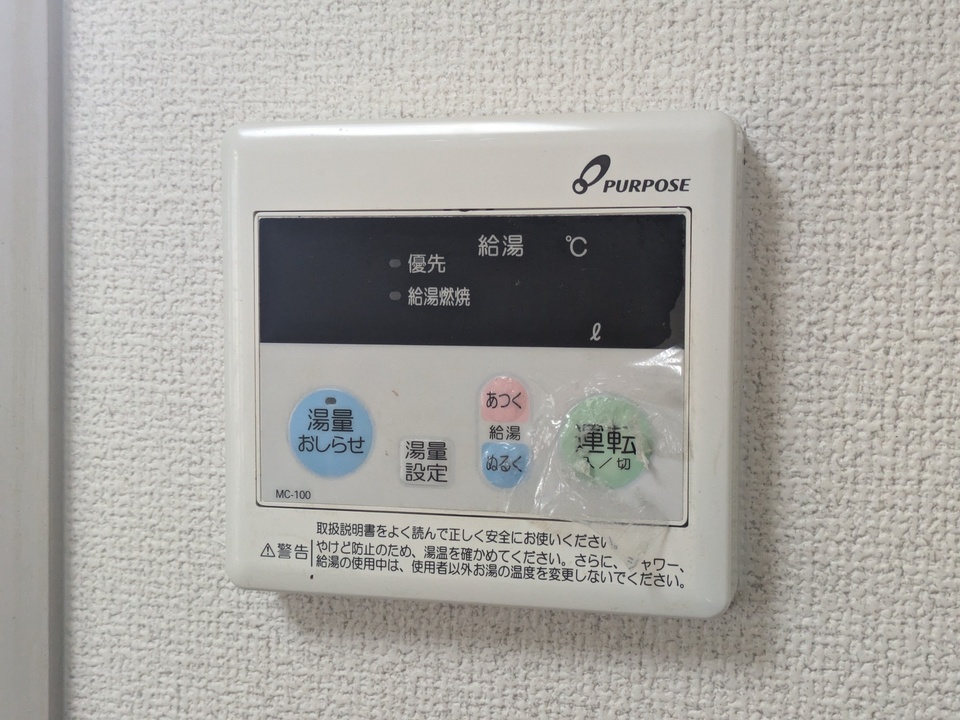 PURPOSE
給湯 ℃
優先
給湯燃焼
ℓ
湯量
おしらせ
湯量
設定
あつく
給湯
ぬるく
運転
入/切
MC-100
取扱説明書をよく読んで正しく安全にお使いください
警告
やけど防止のため、湯温を確かめてください。さらに、シャワー、
給湯の使用中は、使用者以外お湯の温度を変更しないでください。